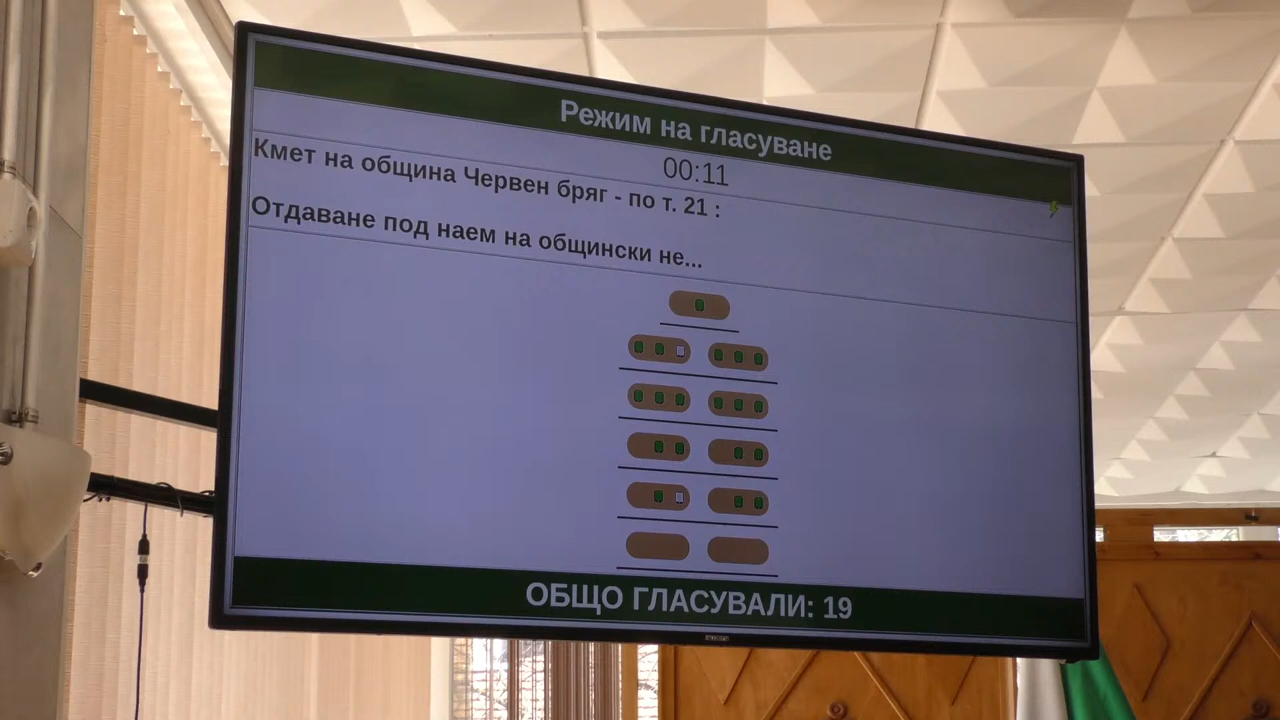 Режим на гласуване
00:11
Кмет на община Червен бряг - по т. 21 :
Отдаване под наем на общински не...
ОБЩО ГЛАСУВАЛИ: 19